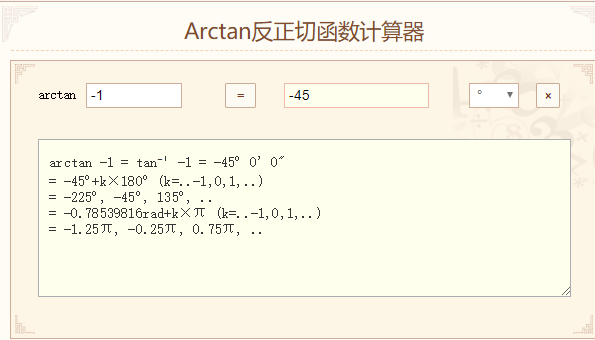 Arctan反正切函数计算器
arctan -1 = -45 ° ×
arctan -1 = tan⁻¹ -1 = -45° 0′ 0″
= -45°+k×180° (k=..-1,0,1,..)
= -225°, -45°, 135°, ..
= -0.78539816rad+k×π (k=..-1,0,1,..)
= -1.25π, -0.25π, 0.75π, ..